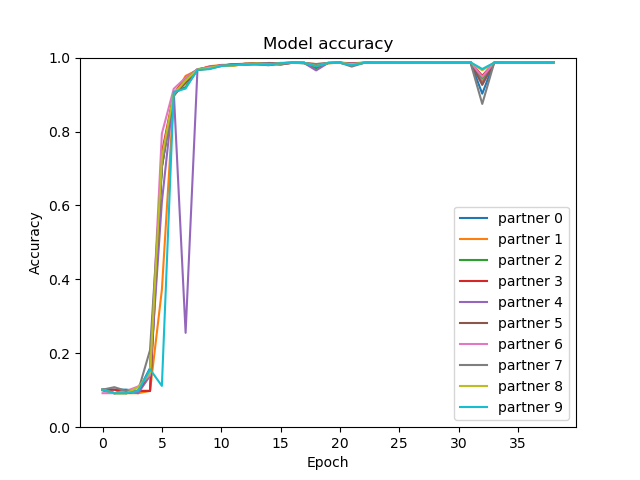 Model accuracy
1.0
0.8
0.6
0.4
0.2
0.0
Accuracy
0 5 10 15 20 25 30 35
Epoch
partner 0
partner 1
partner 2
partner 3
partner 4
partner 5
partner 6
partner 7
partner 8
partner 9